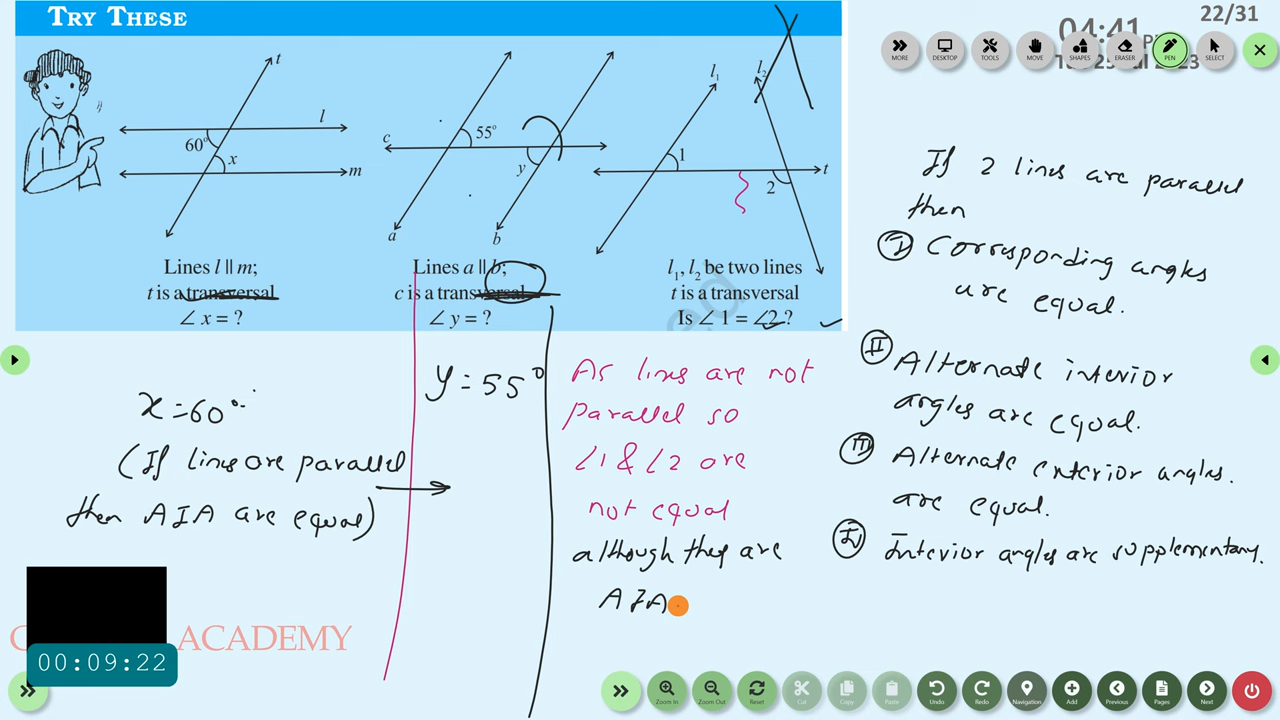 TRY THESE
04:41
22/31
MORE
DESKTOP
TOOLS
MOVE
SHAPES
ERASER
PEN
SELECT
t
l
60°
x
m
c
55°
y
a
b
l₁
l₂
1
2
t
Lines l || m;
t is a transversal
∠ x = ?
Lines a || b;
c is a transversal
∠ y = ?
l₁, l₂ be two lines
t is a transversal
Is ∠ 1 = ∠2 ?
x = 60°
(If lines are parallel
then AIA are equal)
y = 55°
As lines are not
parallel so
∠1 & ∠2 are
not equal
although they are
AIA
If 2 lines are parallel
then
I Corresponding angles
are equal.
II Alternate interior
angles are equal.
III Alternate exterior angles.
are equal.
Interior angles are supplementary.
ACADEMY
00:09:22
Zoom In
Zoom Out
Reset
Cut
Copy
Paste
Undo
Redo
Navigation
Add
Previous
Pages
Next